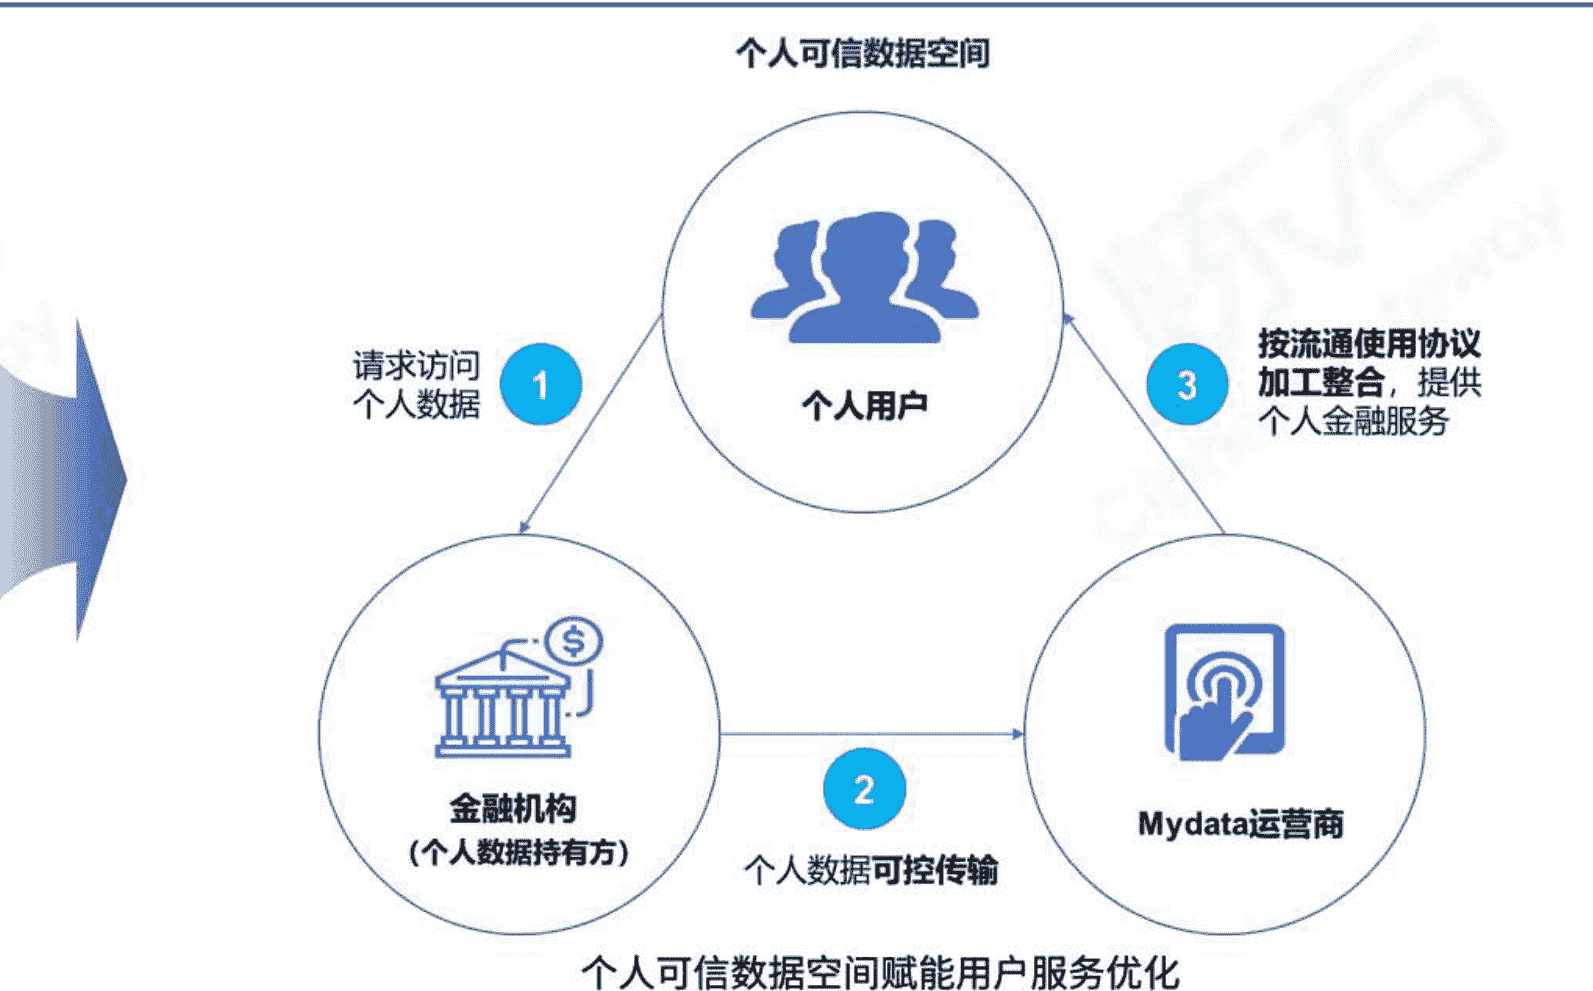 个人可信数据空间
请求访问
个人数据
1
个人用户
3
按流通使用协议
加工整合，提供
个人金融服务
$
金融机构
（个人数据持有方）
2
个人数据可控传输
Mydata运营商
个人可信数据空间赋能用户服务优化